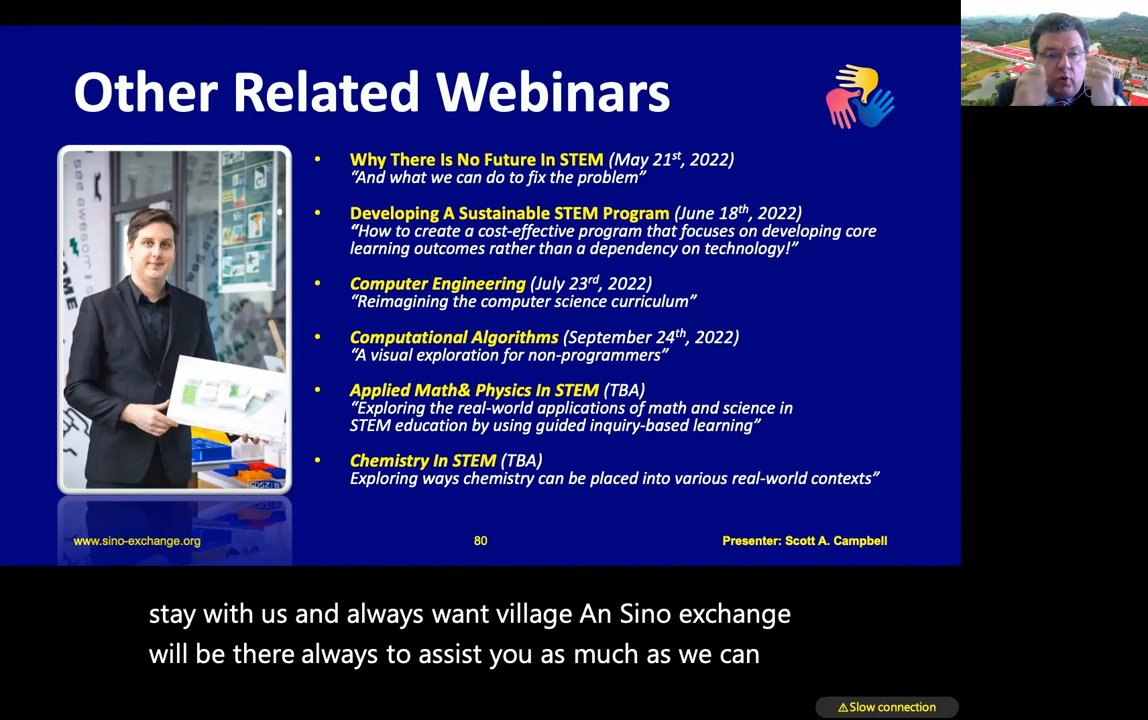 Other Related Webinars
• Why There Is No Future In STEM (May 21st, 2022)
“And what we can do to fix the problem”
• Developing A Sustainable STEM Program (June 18th, 2022)
“How to create a cost-effective program that focuses on developing core
learning outcomes rather than a dependency on technology!”
• Computer Engineering (July 23rd, 2022)
“Reimagining the computer science curriculum”
• Computational Algorithms (September 24th, 2022)
“A visual exploration for non-programmers”
• Applied Math& Physics In STEM (TBA)
“Exploring the real-world applications of math and science in
STEM education by using guided inquiry-based learning”
• Chemistry In STEM (TBA)
Exploring ways chemistry can be placed into various real-world contexts”
www.sino-exchange.org
80
Presenter: Scott A. Campbell
stay with us and always want village An Sino exchange
will be there always to assist you as much as we can
⚠Slow connection